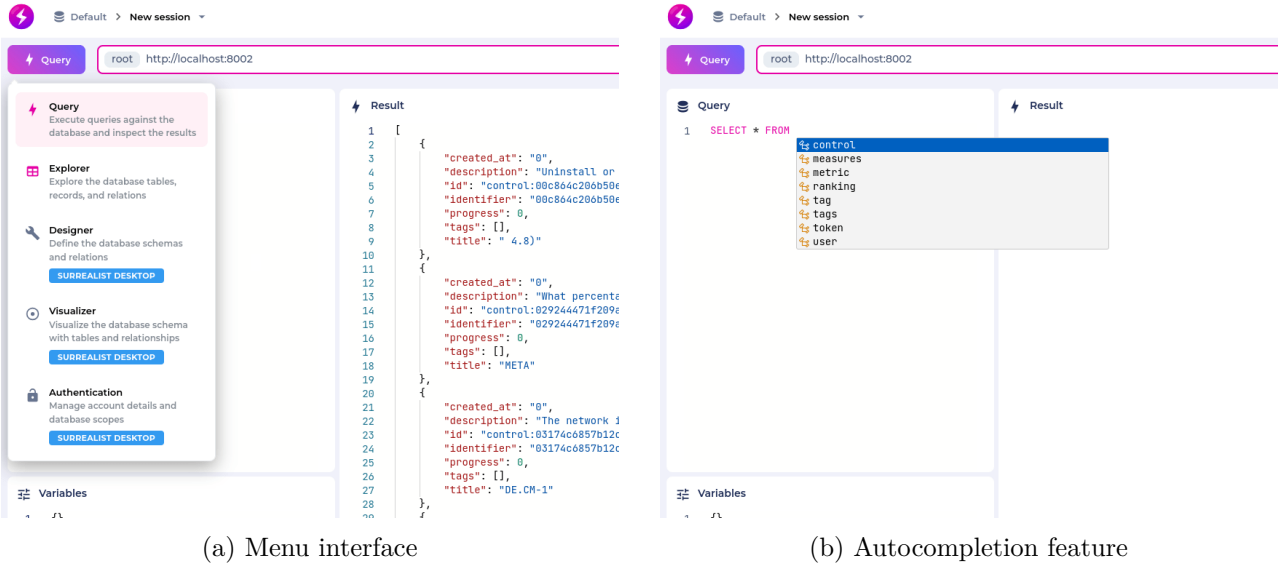 Default > New session
Query
root http://localhost:8002
Query
Execute queries against the
database and inspect the results
Explorer
Explore the database tables,
records, and relations
Designer
Define the database schemas
and relations
SURREALIST DESKTOP
Visualizer
Visualize the database schema
with tables and relationships
SURREALIST DESKTOP
Authentication
Manage account details and
database scopes
SURREALIST DESKTOP
Variables
1 {}
Result
1 [
2 {
3 "created_at": "0",
4 "description": "Uninstall or
5 "id": "control:00c864c206b50e
6 "identifier": "00c864c206b50e
7 "progress": 0,
8 "tags": [],
9 "title": " 4.8)"
10 },
11 {
12 "created_at": "0",
13 "description": "What percenta
14 "id": "control:029244471f209a
15 "identifier": "029244471f209a
16 "progress": 0,
17 "tags": [],
18 "title": "META"
19 },
20 {
21 "created_at": "0",
22 "description": "The network i
23 "id": "control:03174c6857b12c
24 "identifier": "03174c6857b12c
25 "progress": 0,
26 "tags": [],
27 "title": "DE.CM-1"
28 },
29 {
(a) Menu interface
Default > New session
Query
root http://localhost:8002
Query
1 SELECT * FROM
control
measures
metric
ranking
tag
tags
token
user
Variables
1 {}
Result
(b) Autocompletion feature